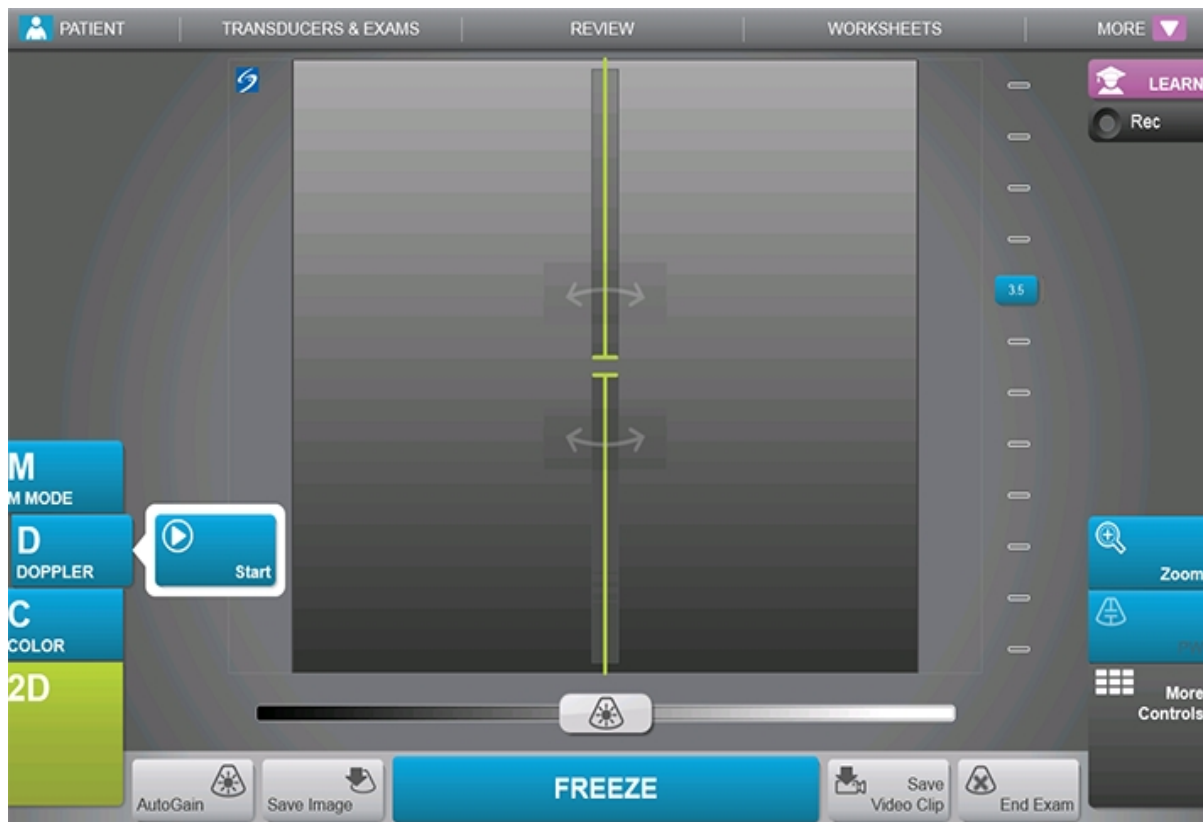 PATIENT
TRANSDUCERS & EXAMS
REVIEW
WORKSHEETS
MORE
LEARN
Rec
3.5
M
M MODE
D
DOPPLER
Start
C
COLOR
2D
Zoom
PW
More
Controls
AutoGain
Save Image
FREEZE
Save
Video Clip
End Exam